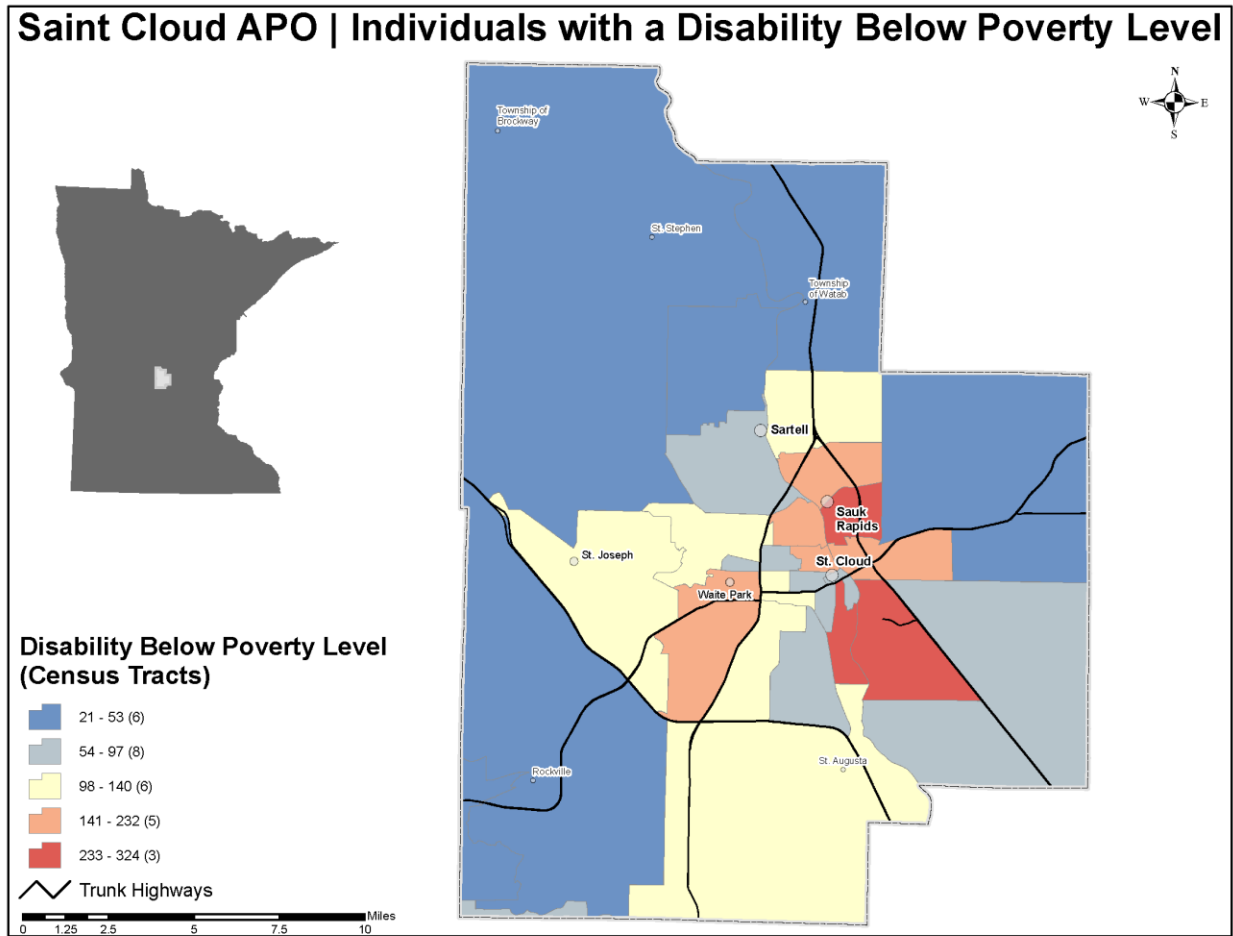 Saint Cloud APO | Individuals with a Disability Below Poverty Level
N
W
E
S
Township of
Brockway
St. Stephen
Township
of Watab
Sartell
Sauk
Rapids
St. Joseph
St. Cloud
Waite Park
Rockville
St. Augusta
Disability Below Poverty Level
(Census Tracts)
21 - 53 (6)
54 - 97 (8)
98 - 140 (6)
141 - 232 (5)
233 - 324 (3)
Trunk Highways
Miles
0 1.25 2.5 5 7.5 10